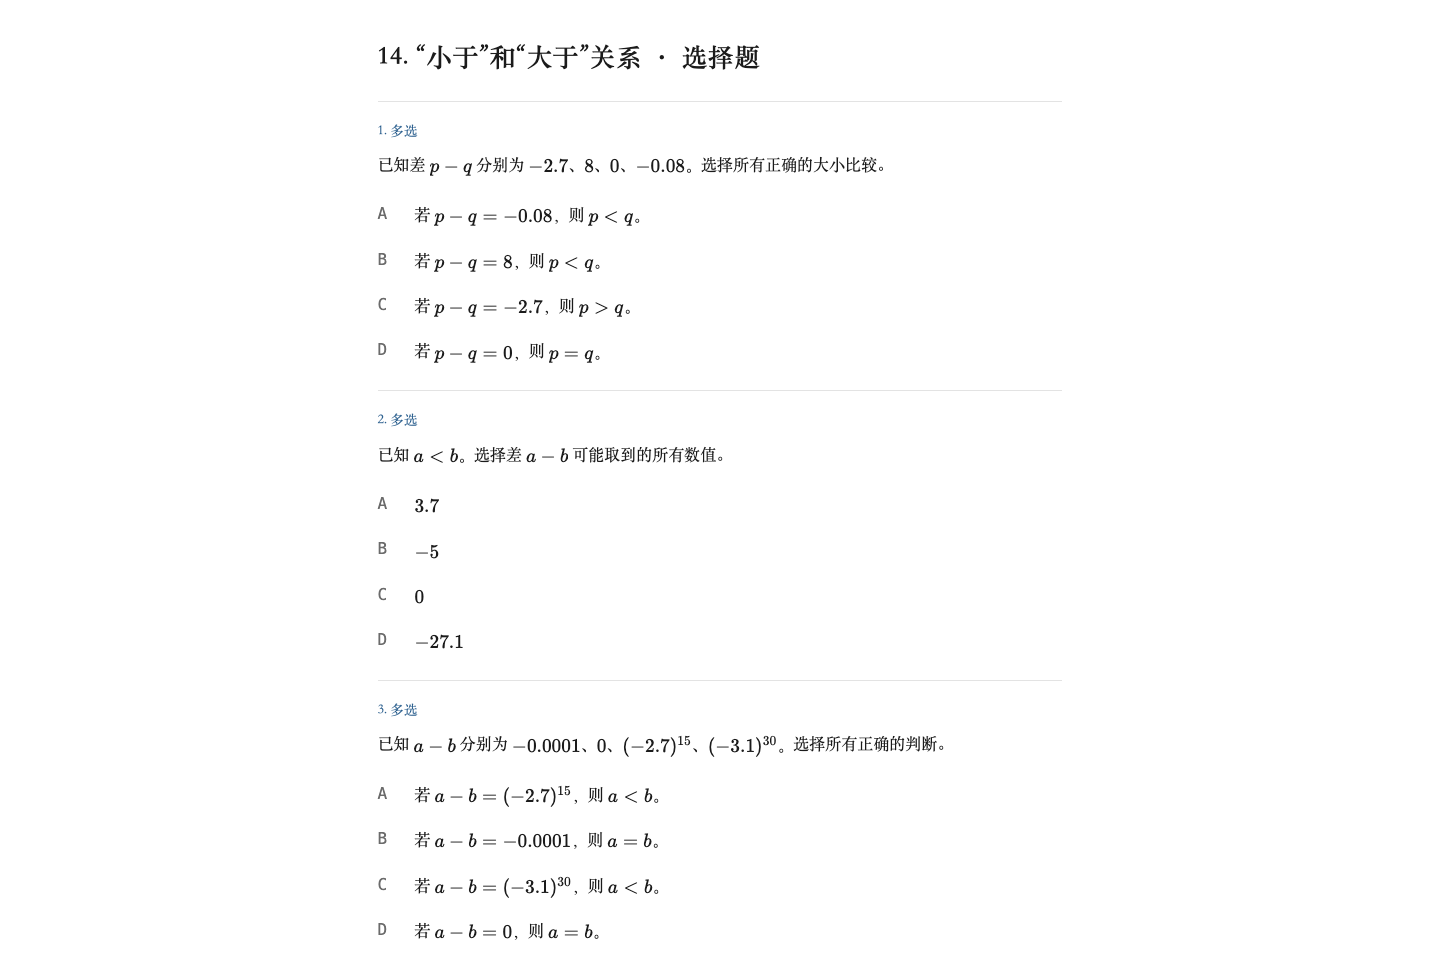 14. “小于”和“大于”关系 · 选择题
1. 多选
已知差 p − q 分别为 −2.7、8、0、−0.08。选择所有正确的大小比较。
A 若 p − q = −0.08，则 p < q。
B 若 p − q = 8，则 p < q。
C 若 p − q = −2.7，则 p > q。
D 若 p − q = 0，则 p = q。
2. 多选
已知 a < b。选择差 a − b 可能取到的所有数值。
A 3.7
B −5
C 0
D −27.1
3. 多选
已知 a − b 分别为 −0.0001、0、(−2.7)¹⁵、(−3.1)³⁰。选择所有正确的判断。
A 若 a − b = (−2.7)¹⁵，则 a < b。
B 若 a − b = −0.0001，则 a = b。
C 若 a − b = (−3.1)³⁰，则 a < b。
D 若 a − b = 0，则 a = b。